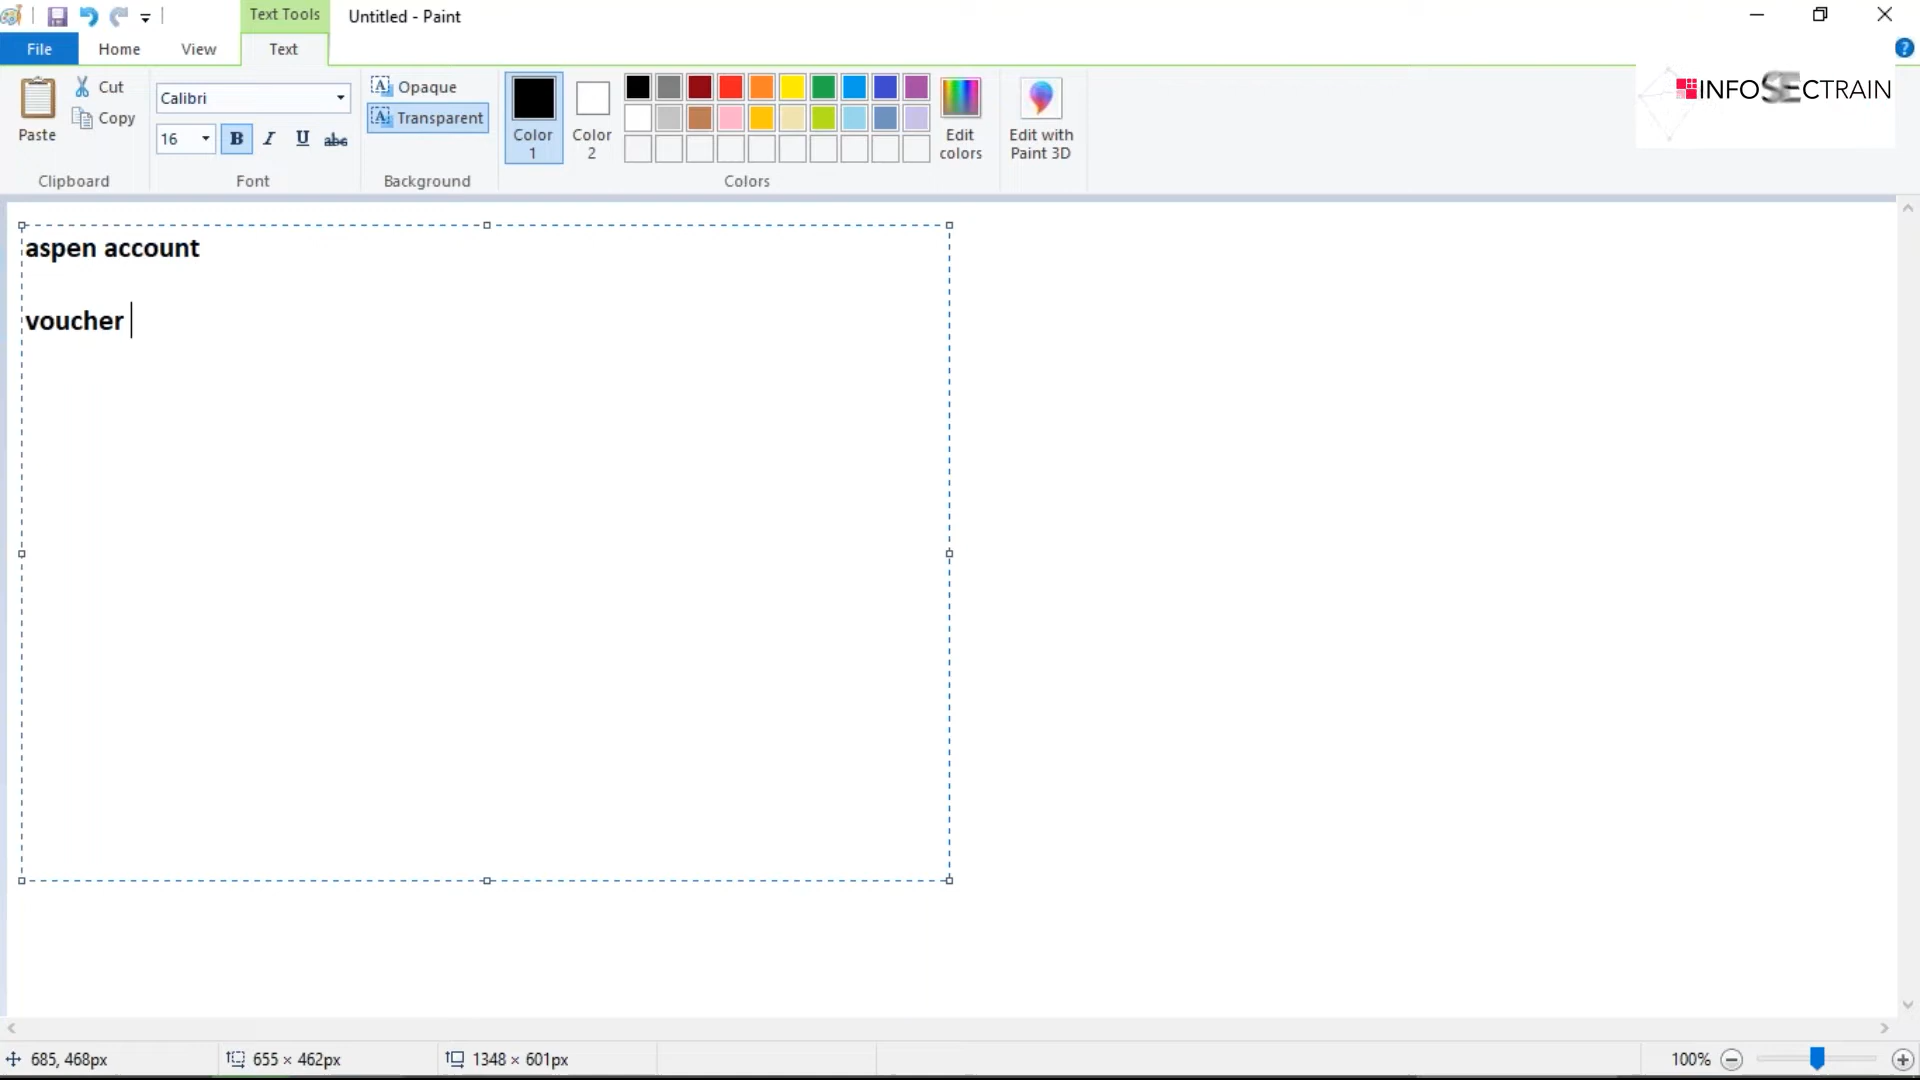 Text Tools
Untitled - Paint
File
Home
View
Text
Paste
Cut
Copy
Clipboard
Calibri
16
B I U abc
Font
Opaque
Transparent
Background
Color 1
Color 2
Colors
Edit colors
Edit with Paint 3D
INFOSECTRAIN
aspen account
voucher
685, 468px
655 × 462px
1348 × 601px
100%